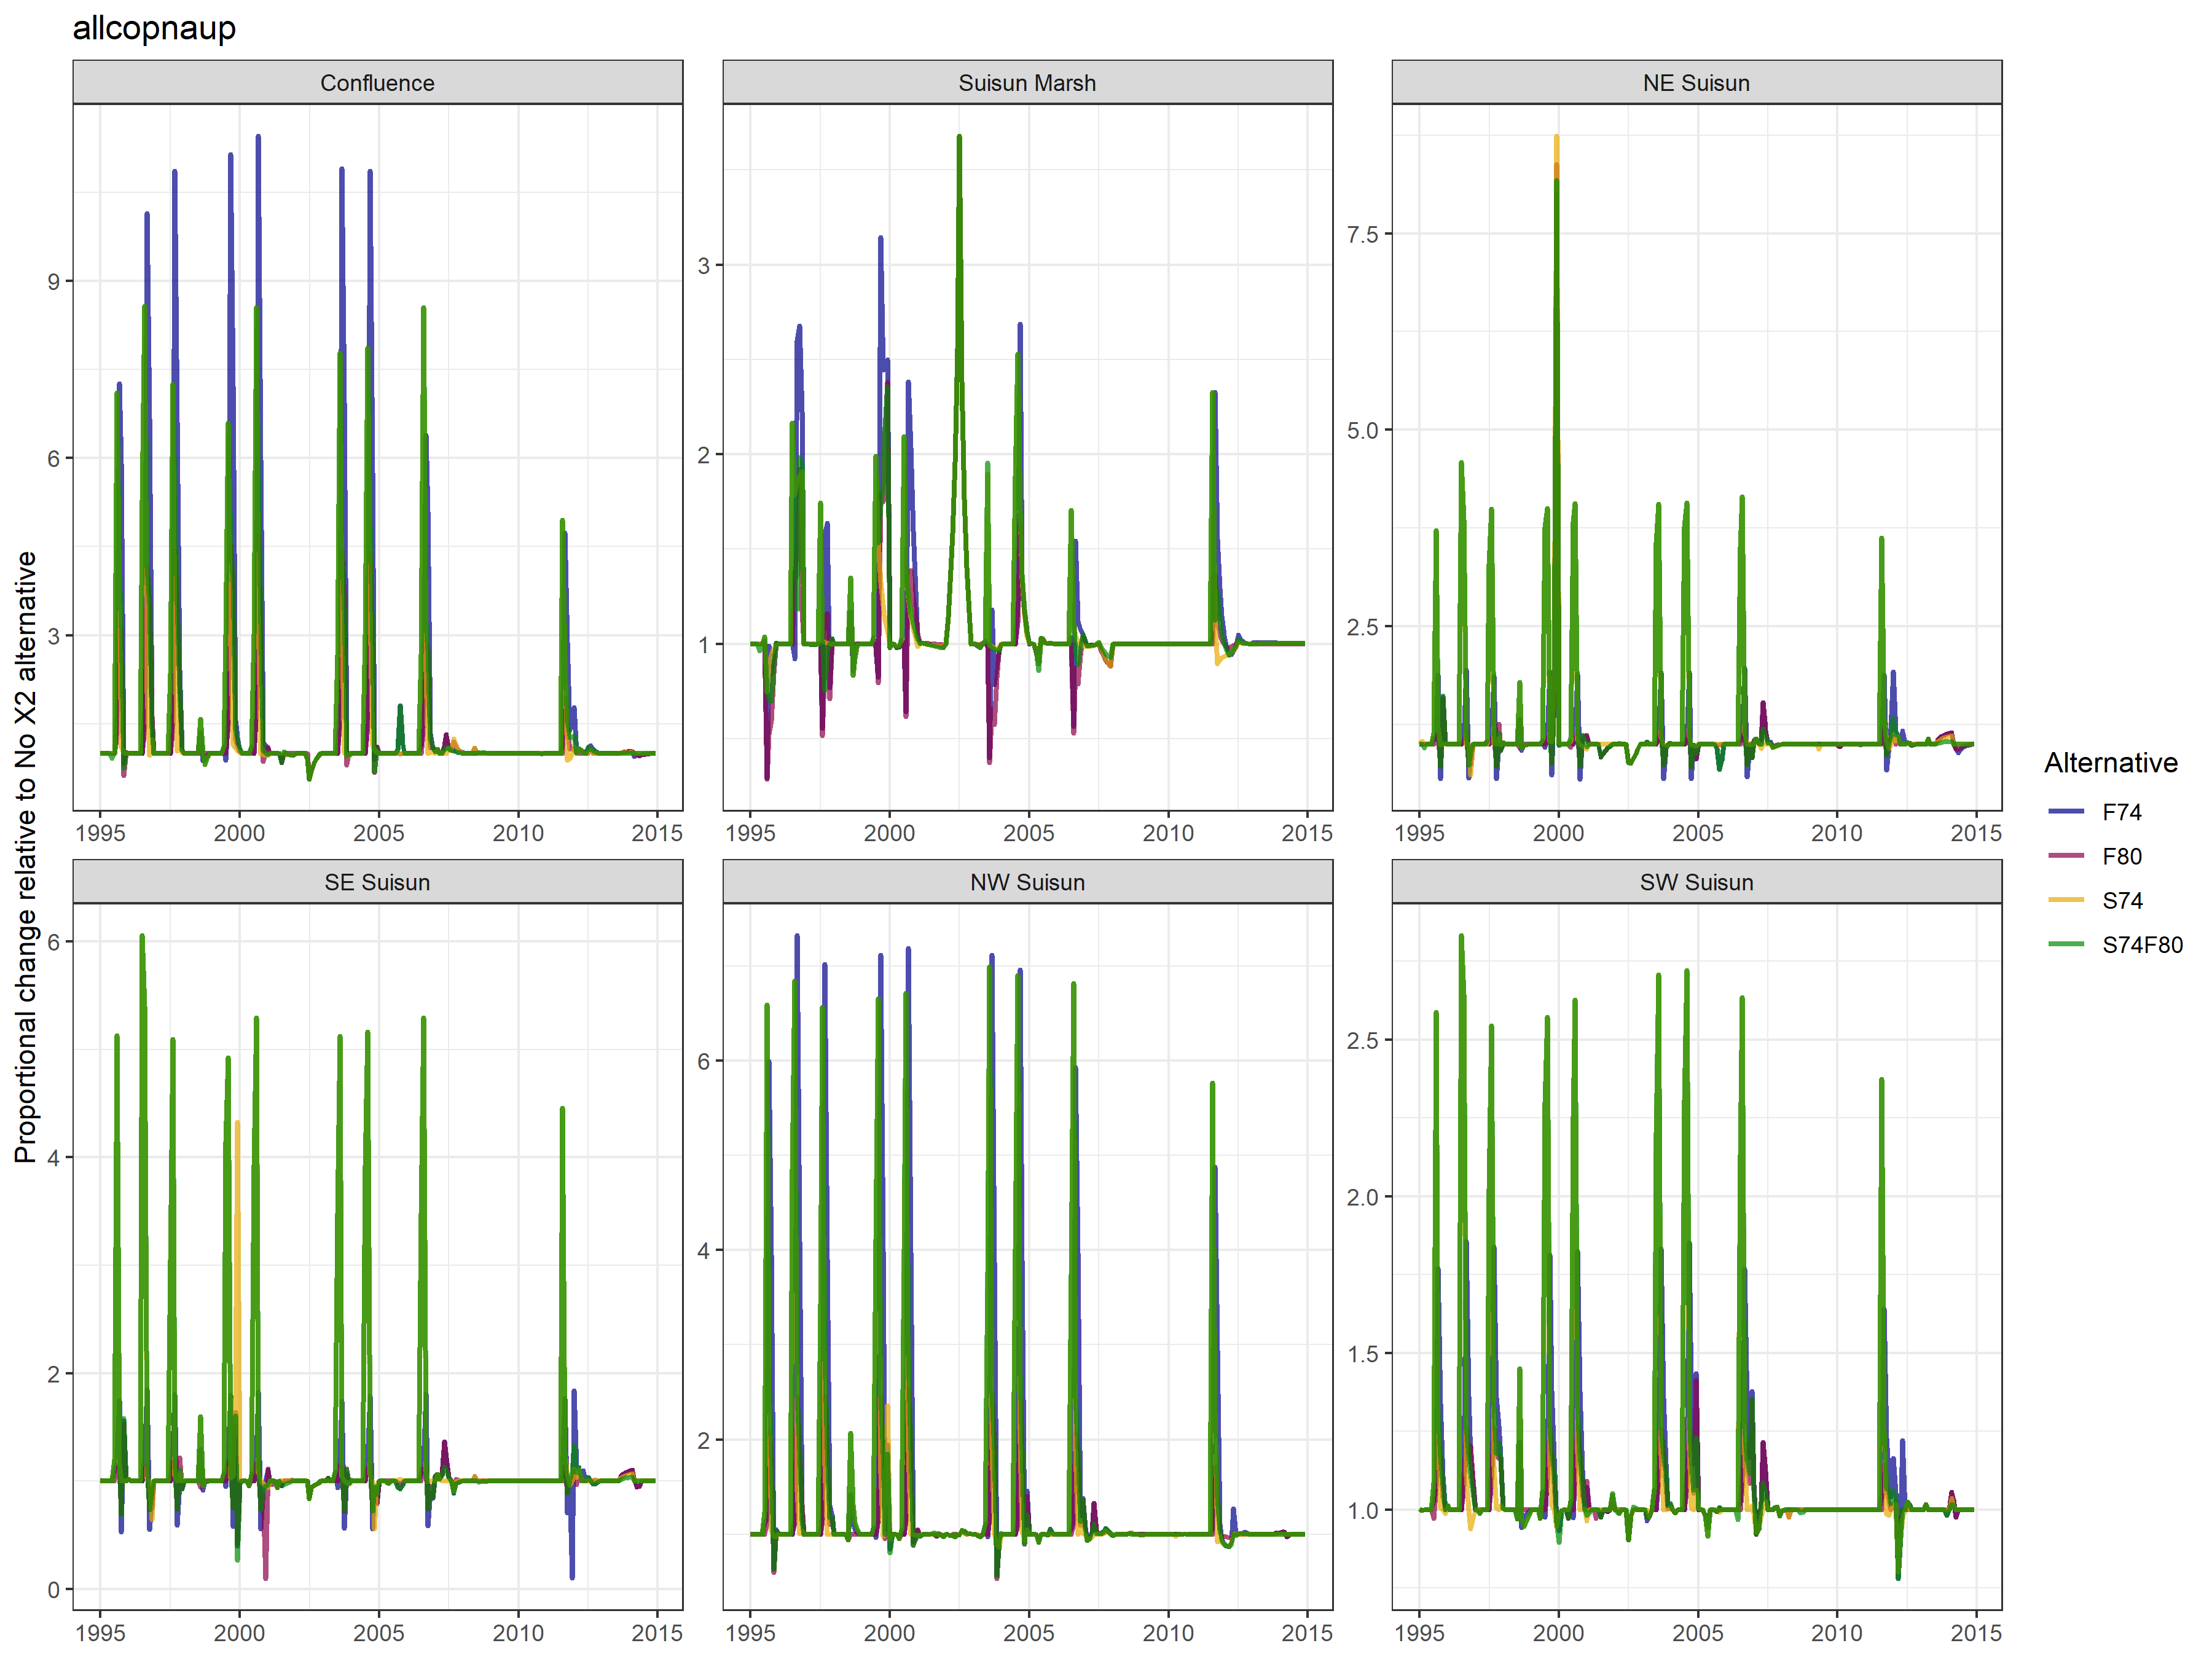 allcopnaup
Confluence
Suisun Marsh
NE Suisun
9
6
3
3
2
1
7.5
5.0
2.5
1995 2000 2005 2010 2015
1995 2000 2005 2010 2015
1995 2000 2005 2010 2015
Proportional change relative to No X2 alternative
SE Suisun
NW Suisun
SW Suisun
6
4
2
0
6
4
2
2.5
2.0
1.5
1.0
1995 2000 2005 2010 2015
1995 2000 2005 2010 2015
1995 2000 2005 2010 2015
Alternative
F74
F80
S74
S74F80